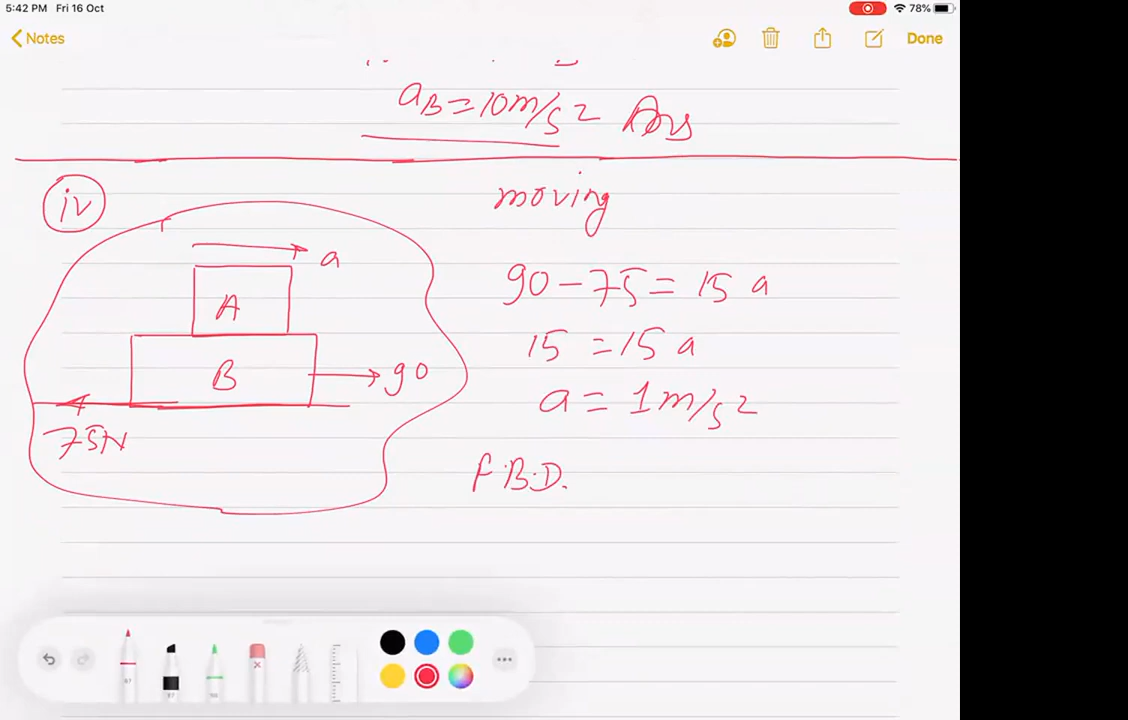 5:42 PM Fri 16 Oct
78%
Notes
Done
aB = 10m/s2 Ans
iv
moving
a
A
90 - 75 = 15 a
B
90
15 = 15 a
75N
a = 1m/s2
F.B.D.